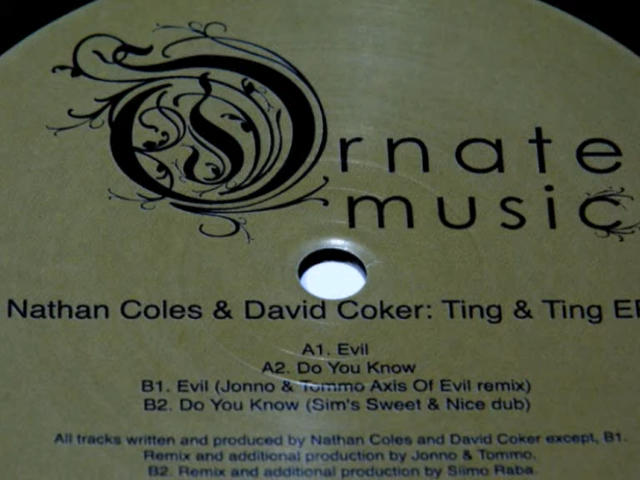 Ornate
music
Nathan Coles & David Coker: Ting & Ting EP
A1. Evil
A2. Do You Know
B1. Evil (Jonno & Tommo Axis Of Evil remix)
B2. Do You Know (Sim's Sweet & Nice dub)
All tracks written and produced by Nathan Coles and David Coker except, B1.
Remix and additional production by Jonno & Tommo.
B2. Remix and additional production by Siimo Raba.